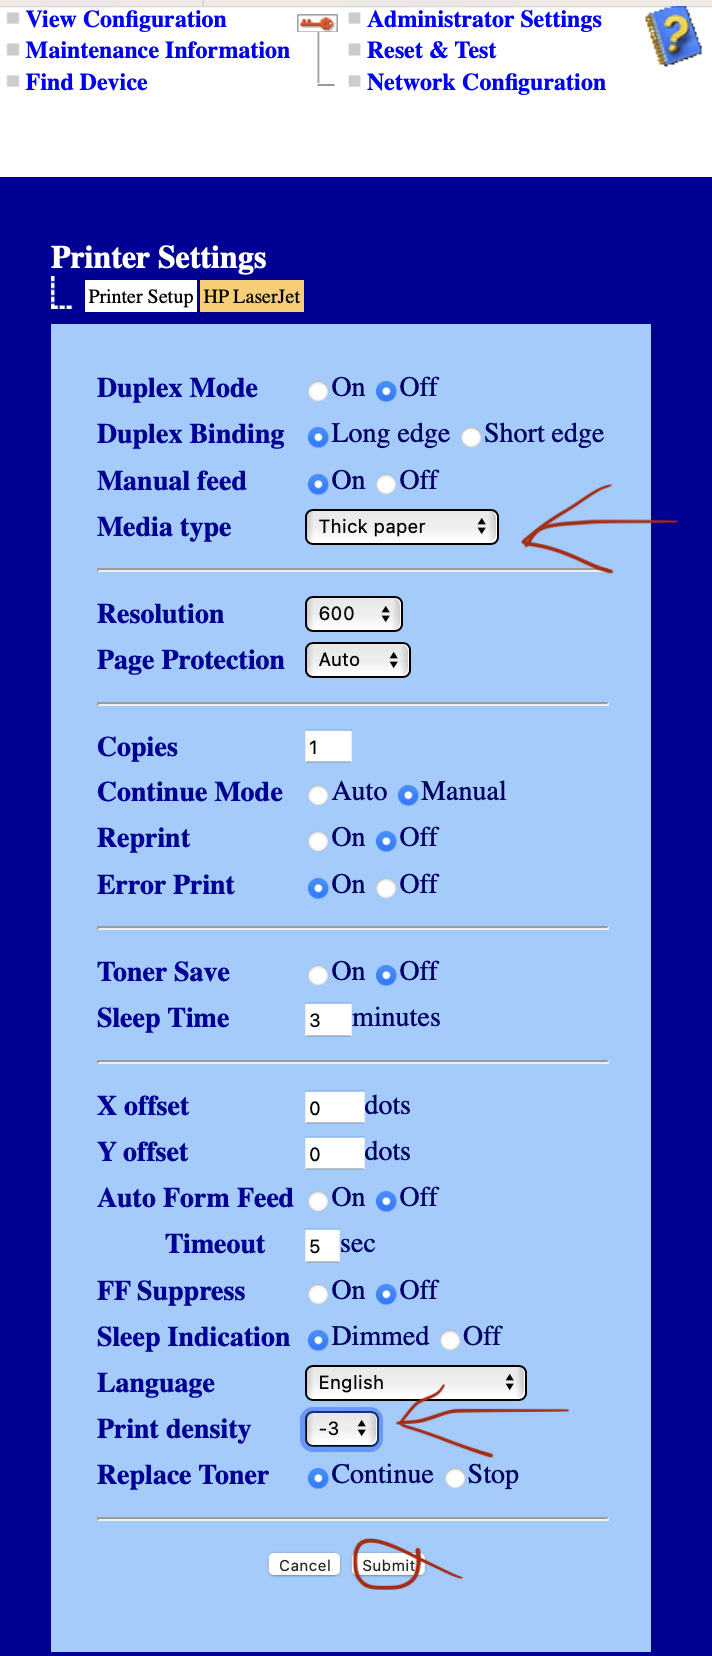 View Configuration Administrator Settings
Maintenance Information Reset & Test
Find Device Network Configuration
?
Printer Settings
Printer Setup HP LaserJet
Duplex Mode On Off
Duplex Binding Long edge Short edge
Manual feed On Off
Media type Thick paper
Resolution 600
Page Protection Auto
Copies 1
Continue Mode Auto Manual
Reprint On Off
Error Print On Off
Toner Save On Off
Sleep Time 3 minutes
X offset 0 dots
Y offset 0 dots
Auto Form Feed On Off
Timeout 5 sec
FF Suppress On Off
Sleep Indication Dimmed Off
Language English
Print density -3
Replace Toner Continue Stop
Cancel Submit